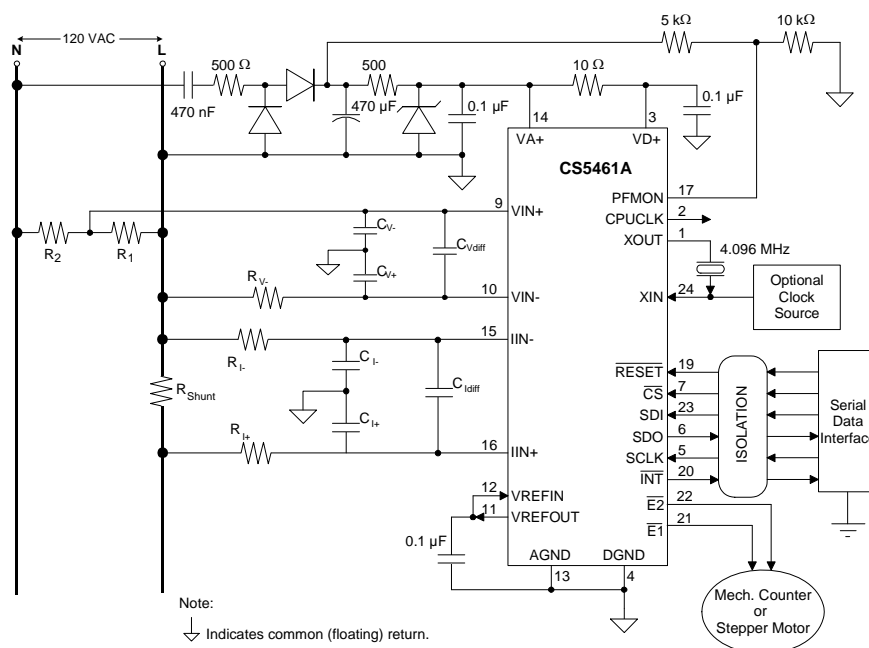 5 kΩ
10 kΩ
120 VAC
N
L
500 Ω
500
10 Ω
470 nF
470 µF
0.1 µF
0.1 µF
14
3
VA+
VD+
CS5461A
PFMON
17
CPUCLK
2
XOUT
1
4.096 MHz
XIN
24
Optional
Clock
Source
9
VIN+
R2
R1
CV-
CV+
CVdiff
RV-
10
VIN-
15
IIN-
RI-
CI-
CIdiff
RShunt
CI+
RI+
16
IIN+
RESET
19
CS
7
SDI
23
SDO
6
SCLK
5
INT
20
ISOLATION
Serial
Data
Interface
E2
22
E1
21
12
VREFIN
11
VREFOUT
0.1 µF
AGND
DGND
13
4
Mech. Counter
or
Stepper Motor
Note:
Indicates common (floating) return.